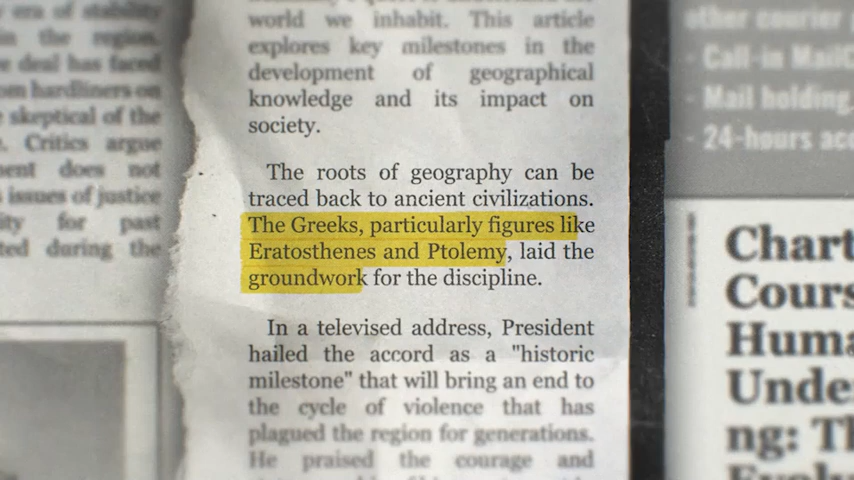 era of stability
in the region.
deal has faced
hardliners on
skeptical of the
Critics argue
does not
issues of justice
for past
during the
world we inhabit. This article
explores key milestones in the
development of geographical
knowledge and its impact on
society.
The roots of geography can be
traced back to ancient civilizations.
The Greeks, particularly figures like
Eratosthenes and Ptolemy, laid the
groundwork for the discipline.
In a televised address, President
hailed the accord as a "historic
milestone" that will bring an end to
the cycle of violence that has
plagued the region for generations.
He praised the courage and
other courier
- Call-in MailC
- Mail holding.
- 24-hours acc
Chart
Cours
Huma
Unde
ng: Th